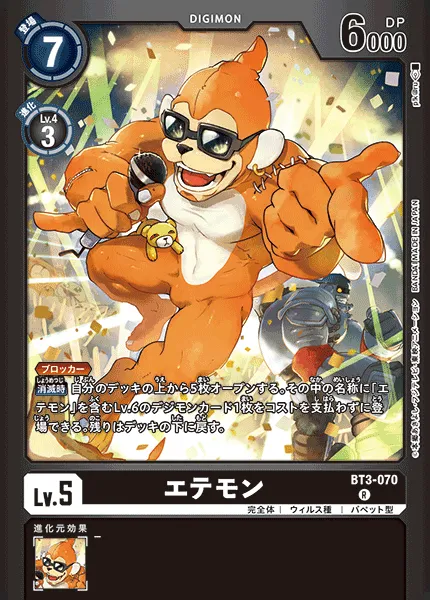 DIGIMON
登場
7
6000
DP
進化
Lv.4
3
BANDAI MADE IN JAPAN
ブロッカー
消滅時 自分のデッキの上から5枚オープンする。その中の名称に「エ
テモン」を含むLv.6のデジモンカード1枚をコストを支払わずに登
場できる。残りはデッキの下に戻す。
BT3-070
Lv.5
エテモン
R
完全体 | ウィルス種 | パペット型
進化元効果
-